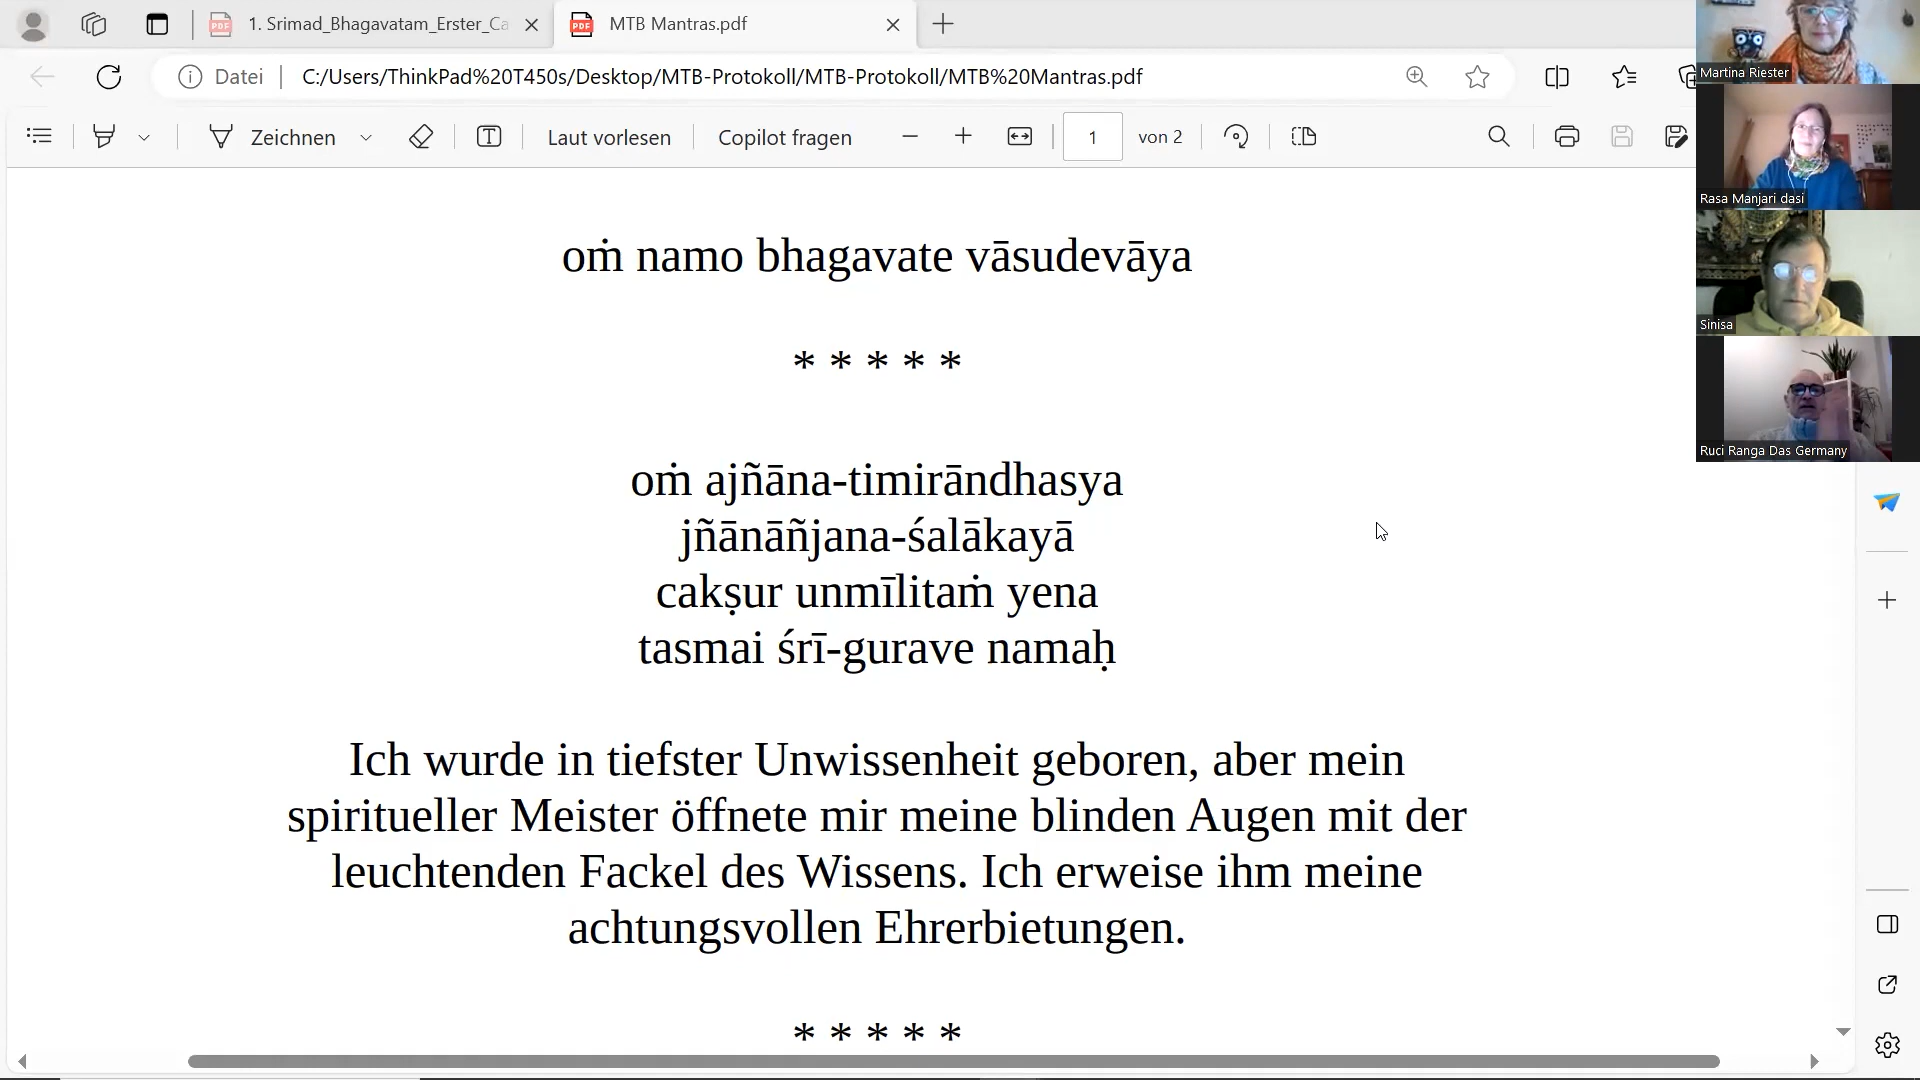 1. Srimad_Bhagavatam_Erster_Ca
MTB Mantras.pdf
Datei
C:/Users/ThinkPad%20T450s/Desktop/MTB-Protokoll/MTB-Protokoll/MTB%20Mantras.pdf
Zeichnen
Laut vorlesen
Copilot fragen
1
von 2
Martina Riester
Rasa Manjari dasi
Sinisa
Ruci Ranga Das Germany
oṁ namo bhagavate vāsudevāya
* * * * *
oṁ ajñāna-timirāndhasya
jñānāñjana-śalākayā
cakṣur unmīlitaṁ yena
tasmai śrī-gurave namaḥ
Ich wurde in tiefster Unwissenheit geboren, aber mein
spiritueller Meister öffnete mir meine blinden Augen mit der
leuchtenden Fackel des Wissens. Ich erweise ihm meine
achtungsvollen Ehrerbietungen.
* * * * *